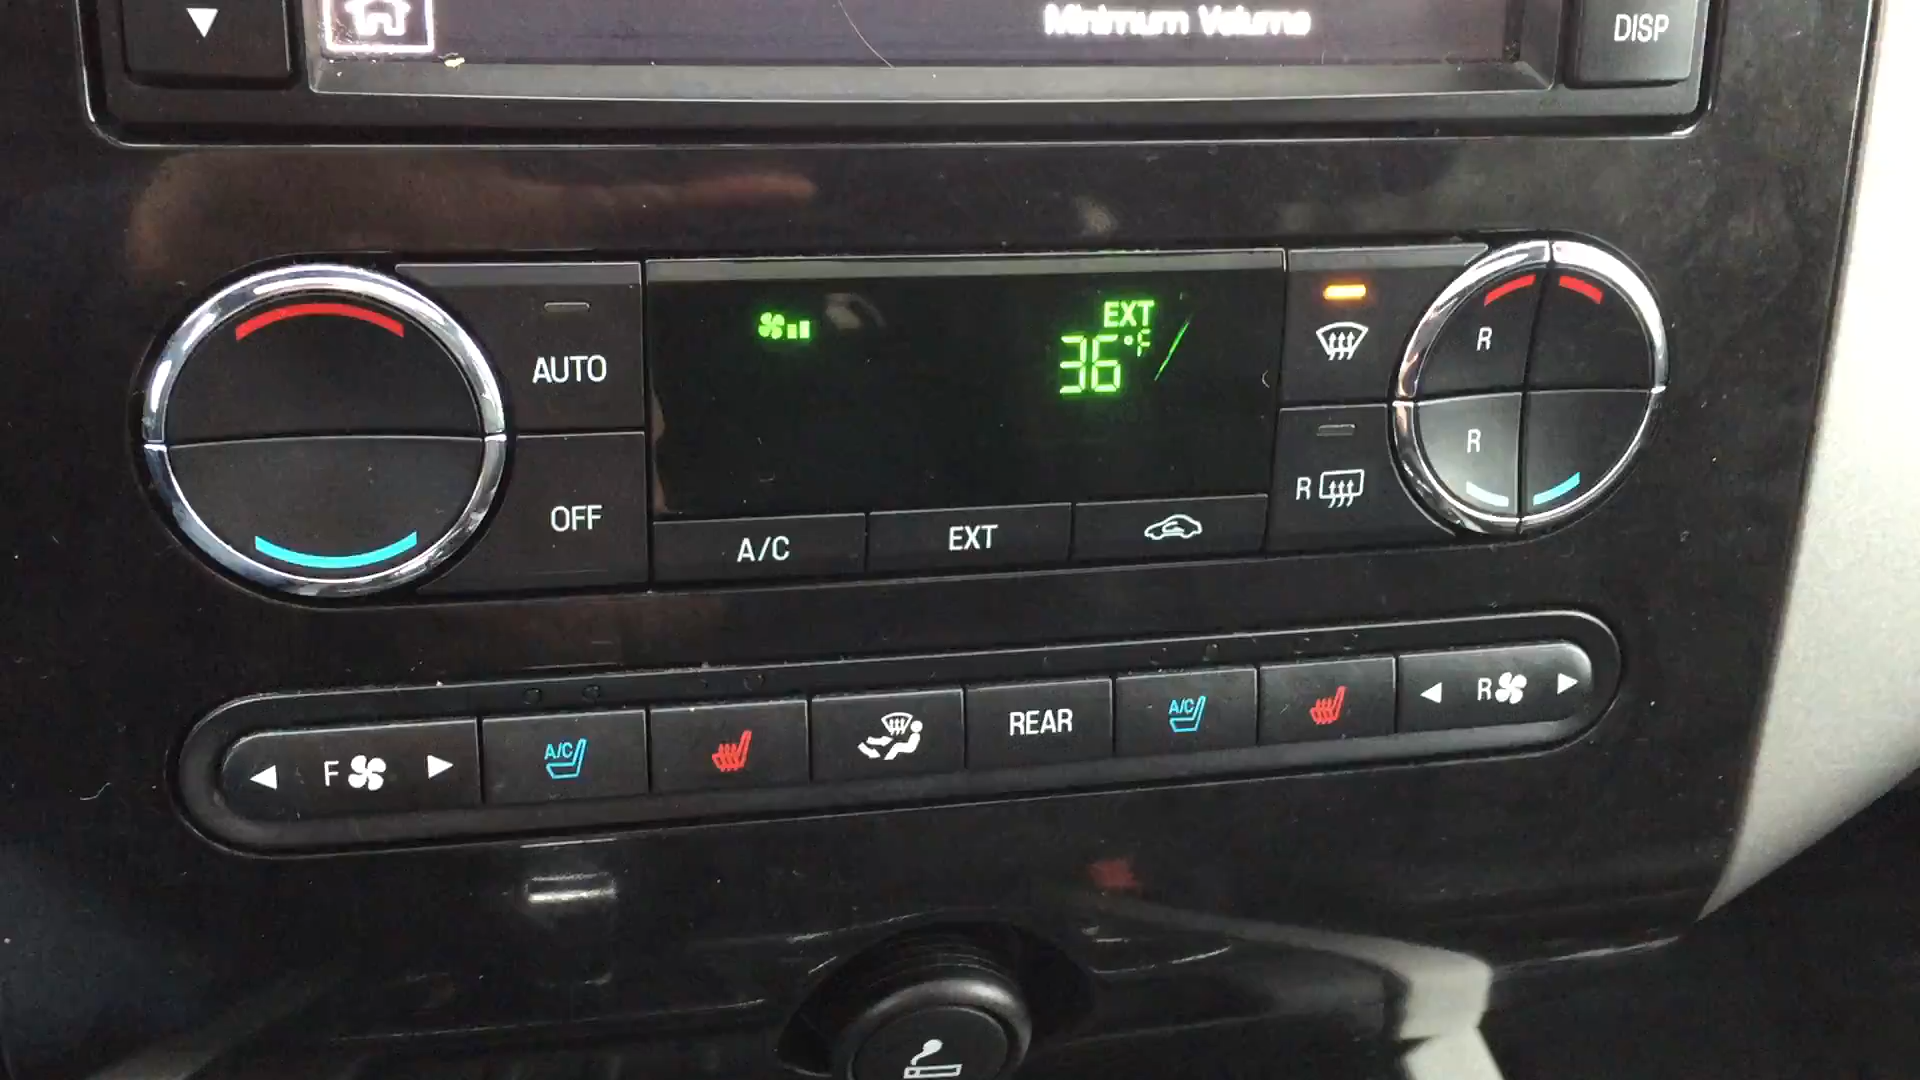 Minimum Volume
DISP
AUTO
EXT
36°F
R
R
OFF
A/C
EXT
R
F
A/C
REAR
A/C
R